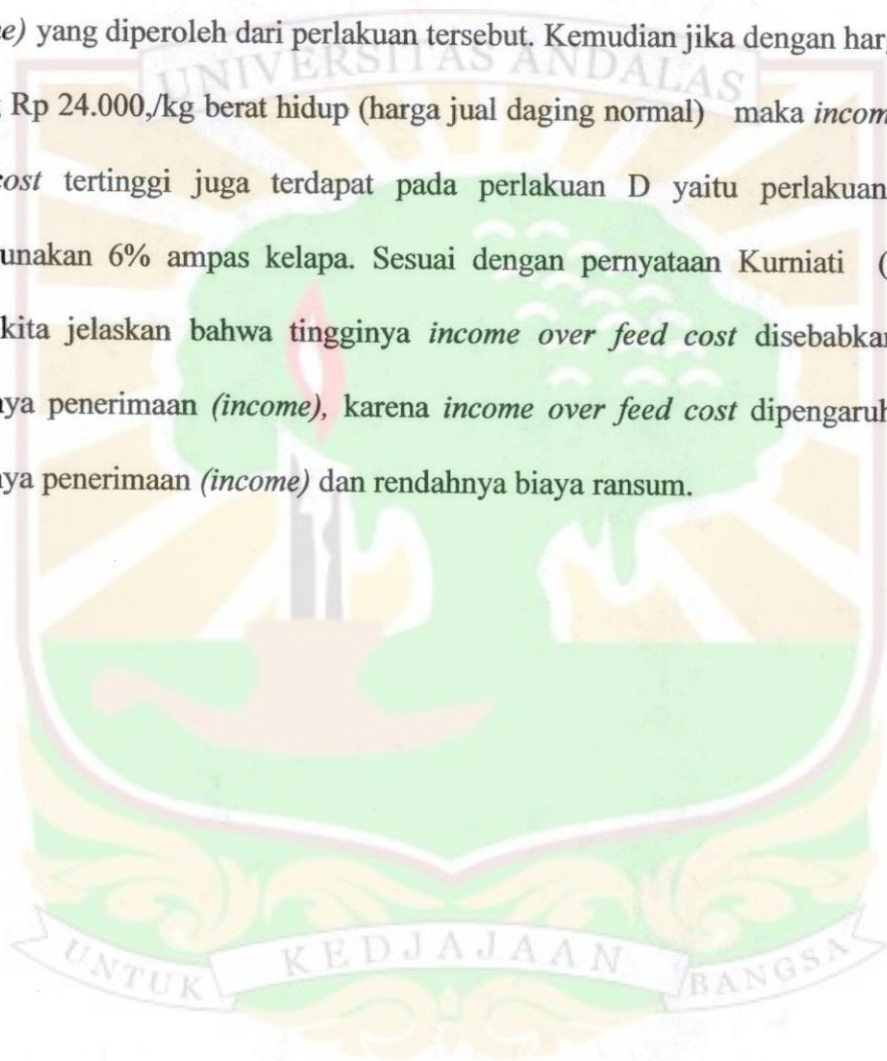 e) yang diperoleh dari perlakuan tersebut. Kemudian jika dengan harg
Rp 24.000,/kg berat hidup (harga jual daging normal) maka incom
cost tertinggi juga terdapat pada perlakuan D yaitu perlakuan
unakan 6% ampas kelapa. Sesuai dengan pernyataan Kurniati (
kita jelaskan bahwa tingginya income over feed cost disebabkan
ya penerimaan (income), karena income over feed cost dipengaruh
ya penerimaan (income) dan rendahnya biaya ransum.
UNIVERSITAS ANDALAS
UNTUK KEDJAJAAN BANGSA